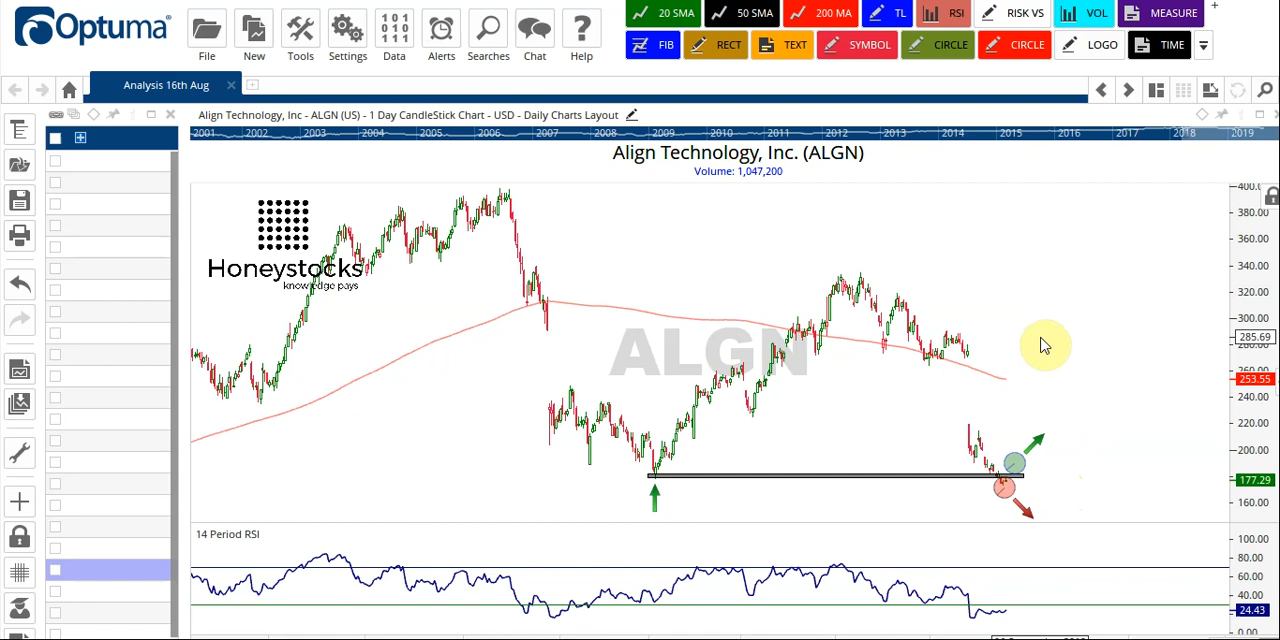 Optuma®
File
New
Tools
Settings
Data
Alerts
Searches
Chat
Help
20 SMA
50 SMA
200 MA
TL
RSI
RISK VS
VOL
MEASURE
FIB
RECT
TEXT
SYMBOL
CIRCLE
CIRCLE
LOGO
TIME
Analysis 16th Aug
Align Technology, Inc - ALGN (US) - 1 Day CandleStick Chart - USD - Daily Charts Layout
2001 2002 2003 2004 2005 2006 2007 2008 2009 2010 2011 2012 2013 2014 2015 2016 2017 2018 2019
Align Technology, Inc. (ALGN)
Volume: 1,047,200
Honeystocks
knowledge pays
ALGN
380.00
360.00
340.00
320.00
300.00
285.69
253.55
240.00
220.00
200.00
177.29
160.00
14 Period RSI
100.00
80.00
60.00
40.00
24.43
0.00